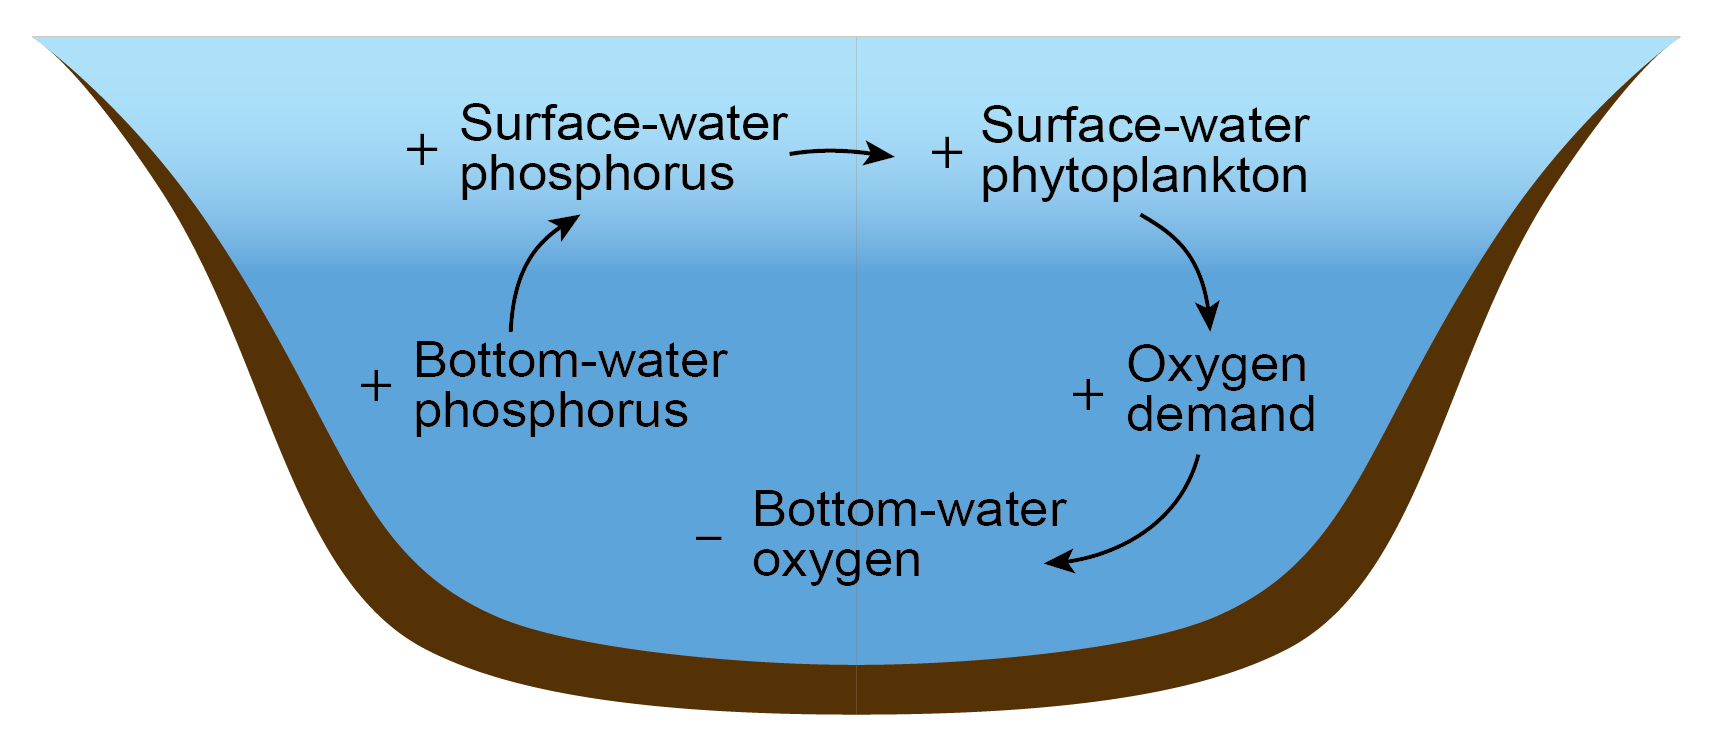 + Surface-water
phosphorus
+ Surface-water
phytoplankton
+ Bottom-water
phosphorus
+ Oxygen
demand
– Bottom-water
oxygen